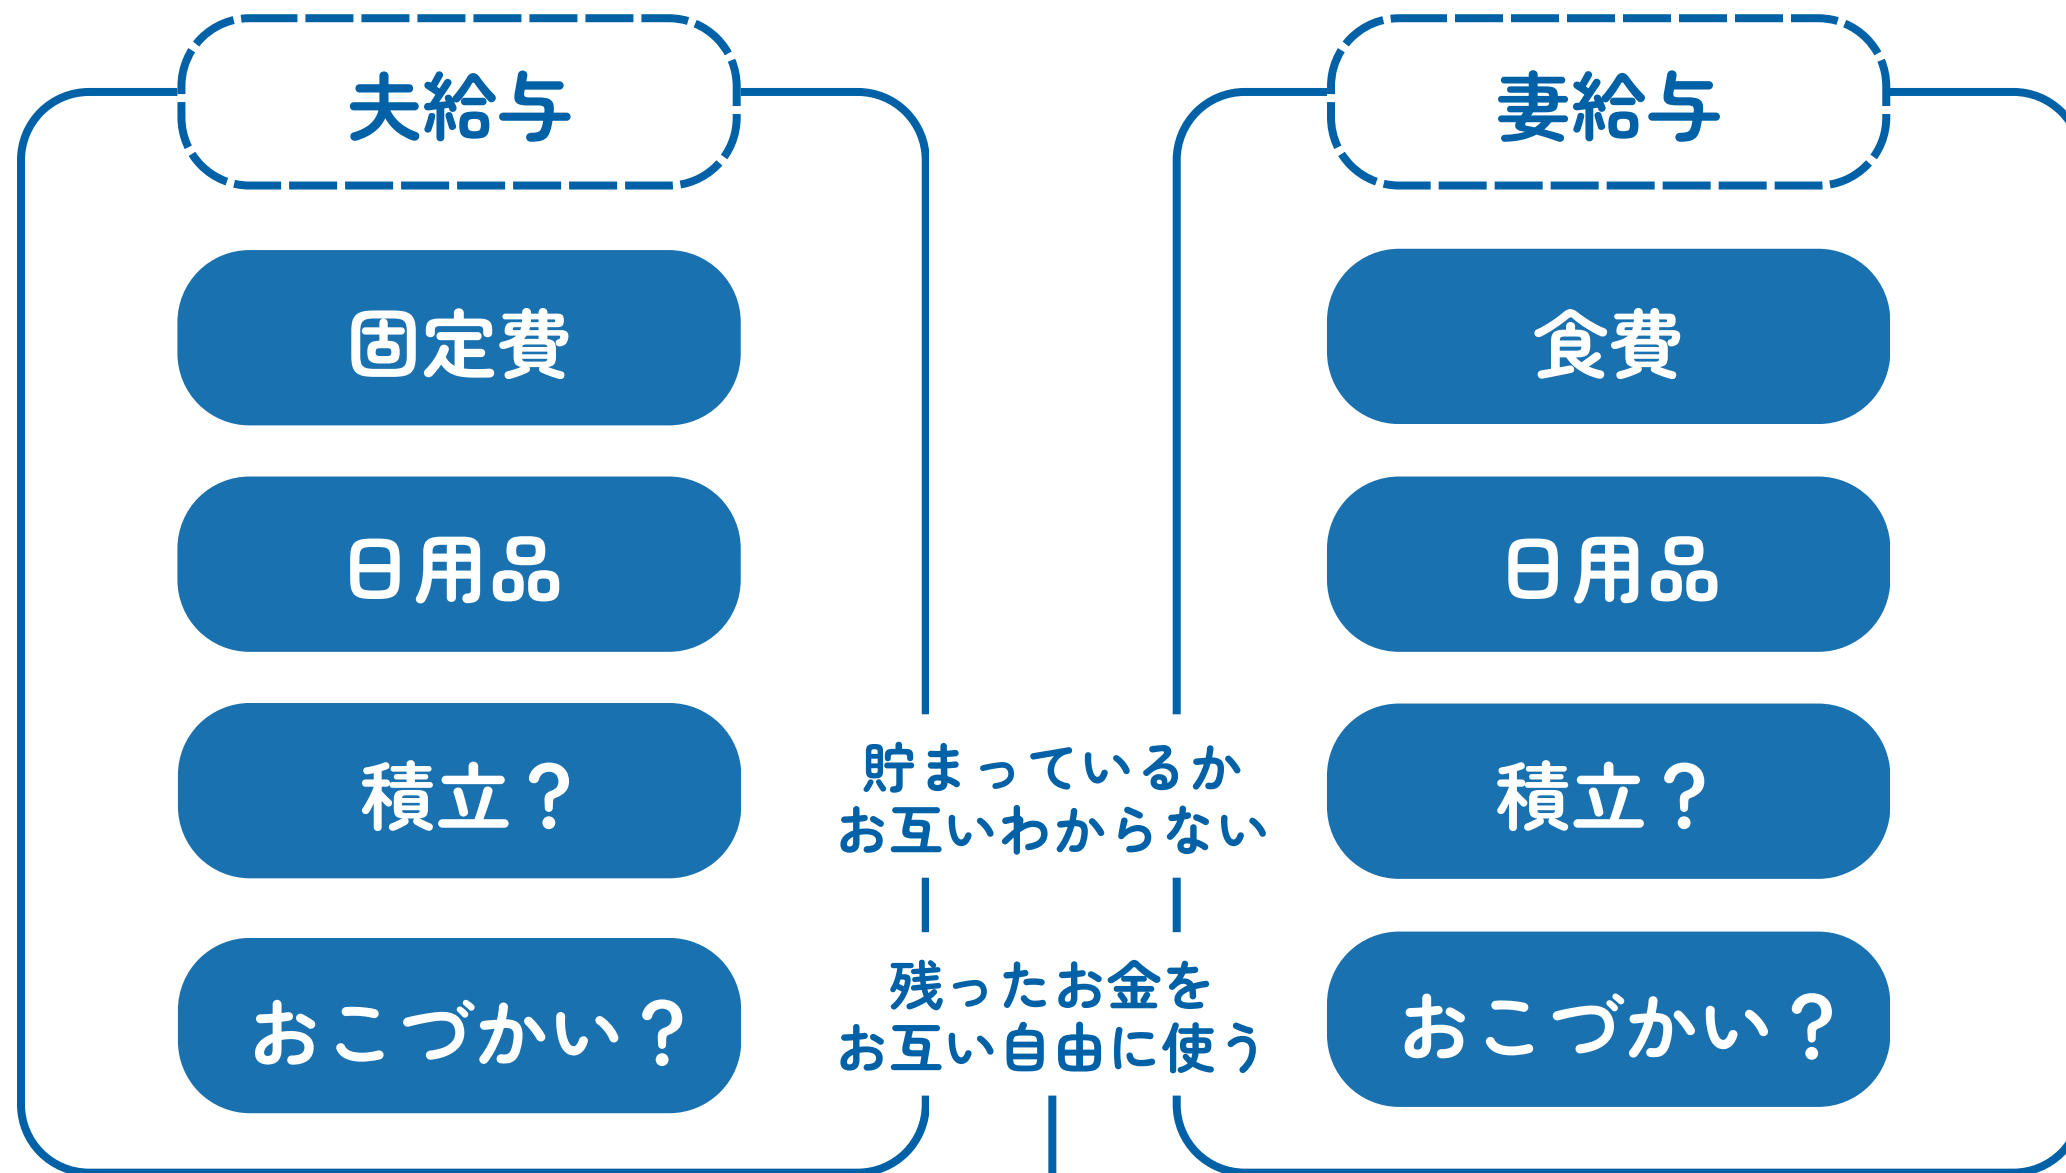 夫給与
固定費
日用品
積立？
おこづかい？
貯まっているか
お互いわからない
残ったお金を
お互い自由に使う
妻給与
食費
日用品
積立？
おこづかい？